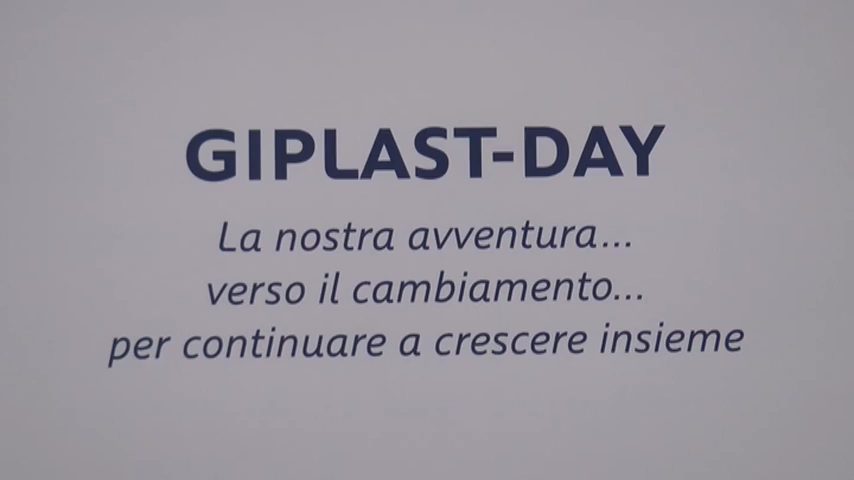 GIPLAST-DAY
La nostra avventura...
verso il cambiamento...
per continuare a crescere insieme